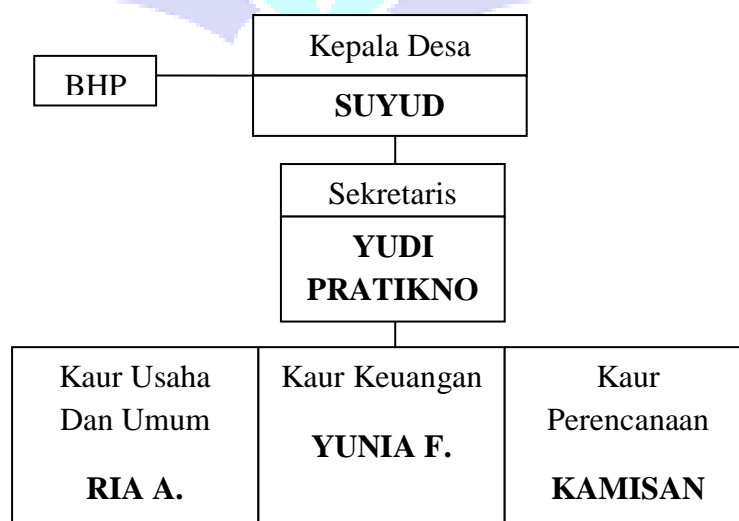 Kepala Desa
BHP
SUYUD
Sekretaris
YUDI
PRATIKNO
Kaur Usaha
Dan Umum
RIA A.
Kaur Keuangan
YUNIA F.
Kaur
Perencanaan
KAMISAN